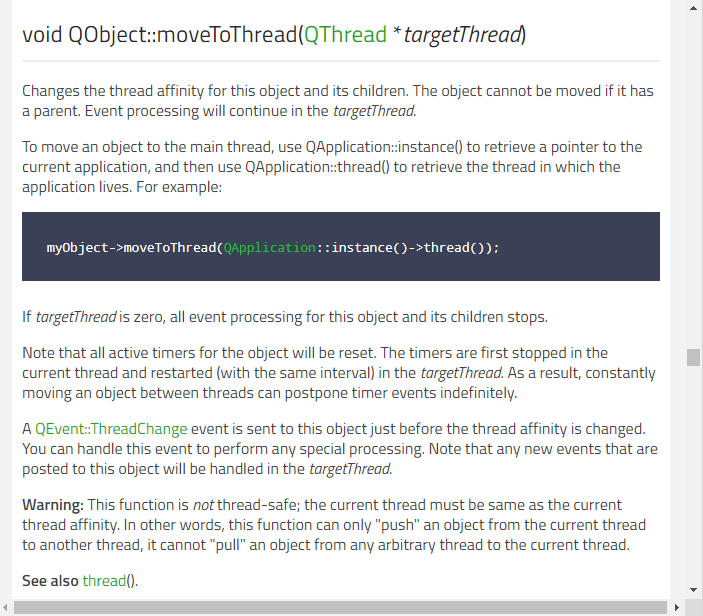 void QObject::moveToThread(QThread *targetThread)
Changes the thread affinity for this object and its children. The object cannot be moved if it has
a parent. Event processing will continue in the targetThread.
To move an object to the main thread, use QApplication::instance() to retrieve a pointer to the
current application, and then use QApplication::thread() to retrieve the thread in which the
application lives. For example:
myObject->moveToThread(QApplication::instance()->thread());
If targetThread is zero, all event processing for this object and its children stops.
Note that all active timers for the object will be reset. The timers are first stopped in the
current thread and restarted (with the same interval) in the targetThread. As a result, constantly
moving an object between threads can postpone timer events indefinitely.
A QEvent::ThreadChange event is sent to this object just before the thread affinity is changed.
You can handle this event to perform any special processing. Note that any new events that are
posted to this object will be handled in the targetThread.
Warning: This function is not thread-safe; the current thread must be same as the current
thread affinity. In other words, this function can only "push" an object from the current thread
to another thread, it cannot "pull" an object from any arbitrary thread to the current thread.
See also thread().